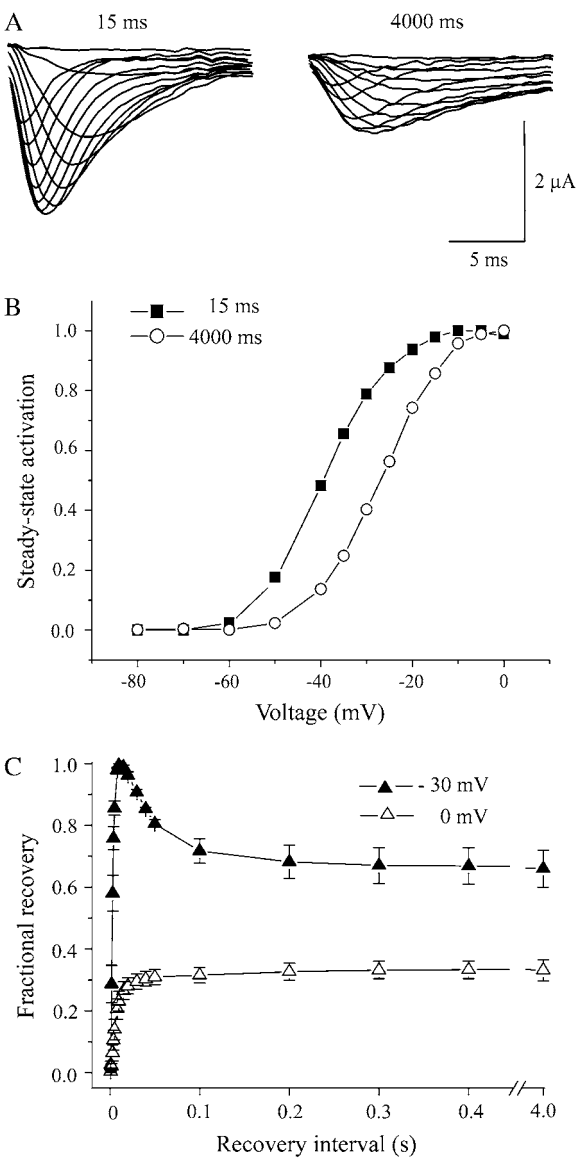 A
15 ms
4000 ms
2 µA
5 ms
B
15 ms
4000 ms
1.0
0.8
0.6
0.4
0.2
0.0
Steady-state activation
-80
-60
-40
-20
0
Voltage (mV)
C
- 30 mV
0 mV
1.0
0.8
0.6
0.4
0.2
0.0
Fractional recovery
0
0.1
0.2
0.3
0.4
4.0
Recovery interval (s)